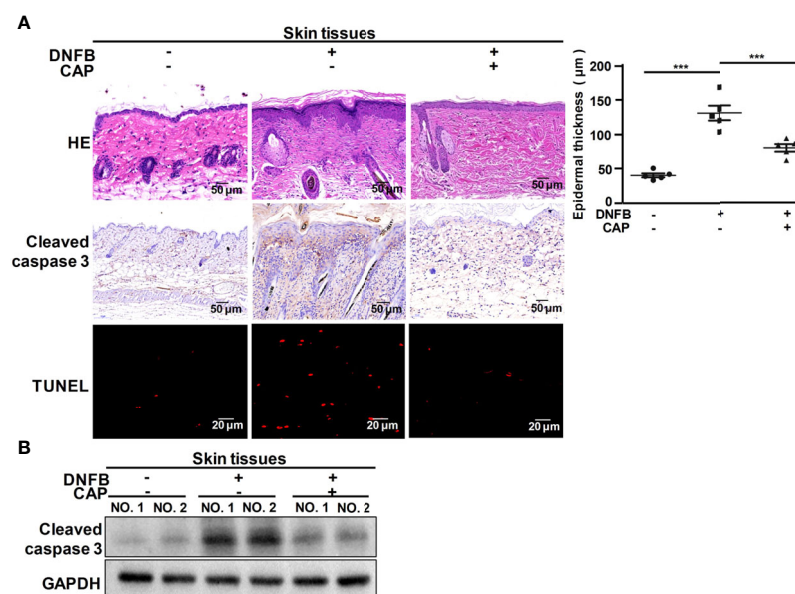 A
Skin tissues
DNFB - + +
CAP - - +
HE
50 μm 50 μm 50 μm
Cleaved
caspase 3
50 μm 50 μm 50 μm
TUNEL
20 μm 20 μm 20 μm
Epidermal thickness ( μm )
200
150
100
50
0
*** ***
DNFB - + +
CAP - - +
B
Skin tissues
DNFB - + +
CAP - - +
NO. 1 NO. 2 NO. 1 NO. 2 NO. 1 NO. 2
Cleaved
caspase 3
GAPDH